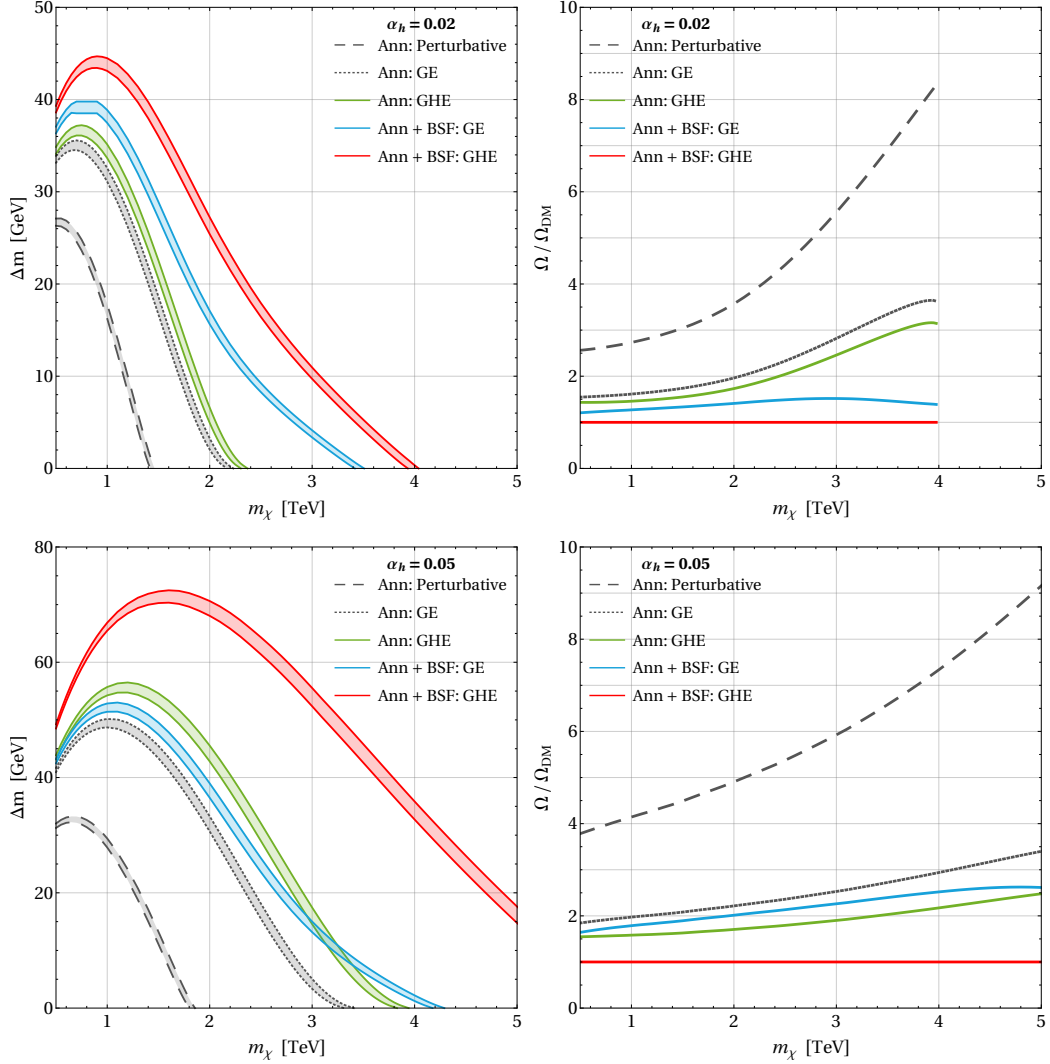 α_h = 0.02
Ann: Perturbative
Ann: GE
Ann: GHE
Ann + BSF: GE
Ann + BSF: GHE
50
40
30
20
10
0
Δm [GeV]
1 2 3 4 5
m_χ [TeV]
α_h = 0.02
Ann: Perturbative
Ann: GE
Ann: GHE
Ann + BSF: GE
Ann + BSF: GHE
10
8
6
4
2
0
Ω / Ω_DM
1 2 3 4 5
m_χ [TeV]
α_h = 0.05
Ann: Perturbative
Ann: GE
Ann: GHE
Ann + BSF: GE
Ann + BSF: GHE
80
60
40
20
0
Δm [GeV]
1 2 3 4 5
m_χ [TeV]
α_h = 0.05
Ann: Perturbative
Ann: GE
Ann: GHE
Ann + BSF: GE
Ann + BSF: GHE
10
8
6
4
2
0
Ω / Ω_DM
1 2 3 4 5
m_χ [TeV]